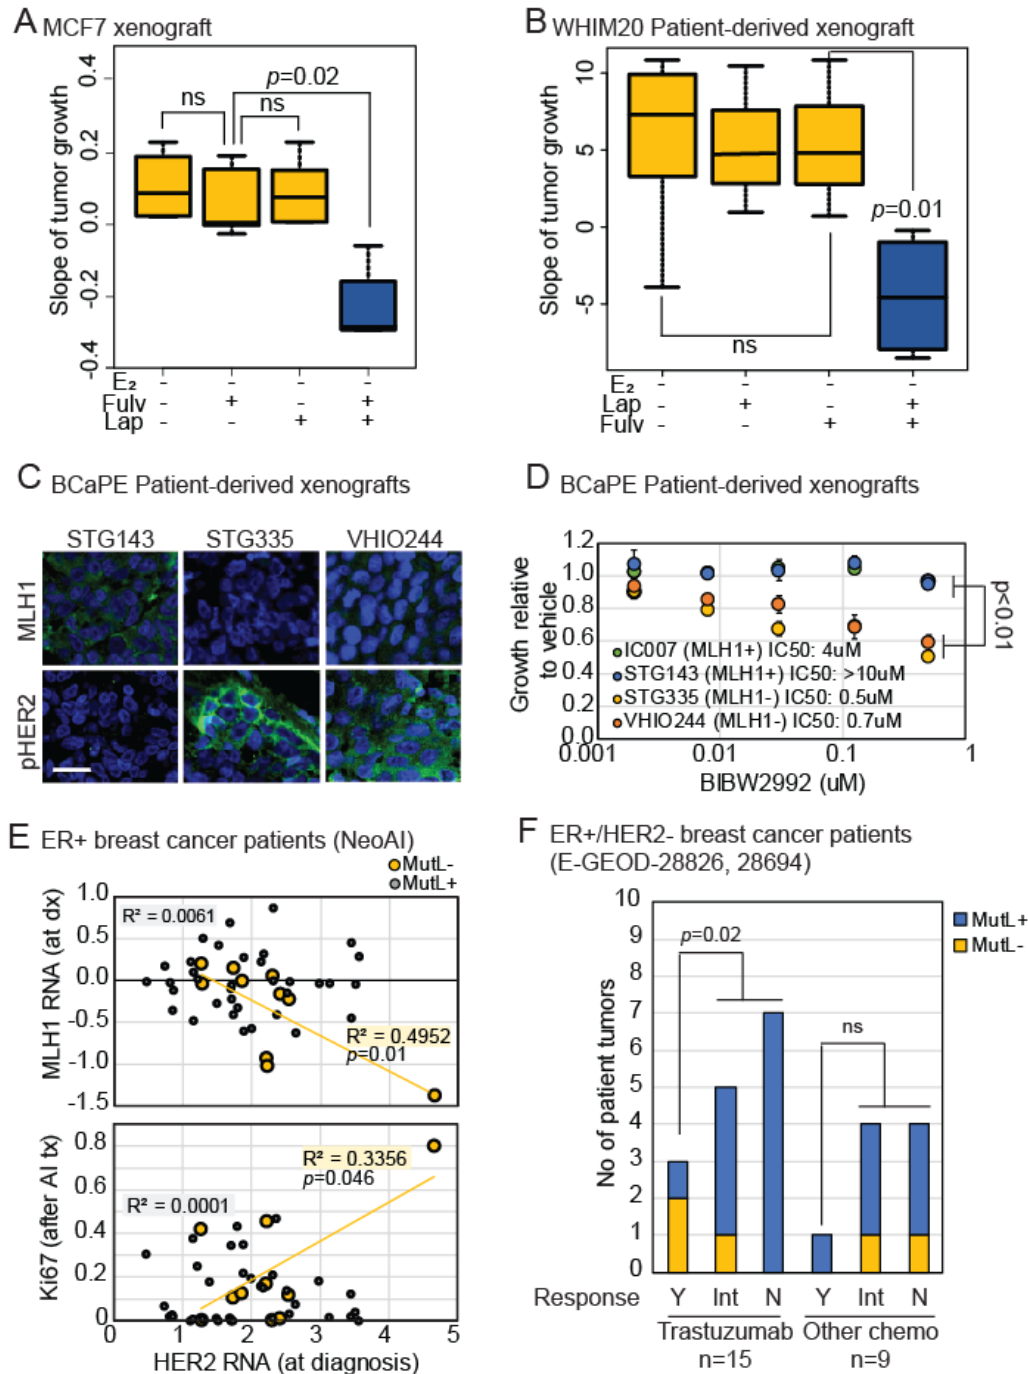 A MCF7 xenograft
Slope of tumor growth
0.4
0.2
0.0
-0.2
-0.4
ns
p=0.02
ns
E₂ - - - -
Fulv - + - +
Lap - - + +
B WHIM20 Patient-derived xenograft
Slope of tumor growth
10
5
0
-5
p=0.01
ns
E₂ - - - -
Lap - + - +
Fulv - - + +
C BCaPE Patient-derived xenografts
STG143 STG335 VHIO244
MLH1
pHER2
D BCaPE Patient-derived xenografts
Growth relative
to vehicle
1.2
1.0
0.8
0.6
0.4
0.2
0.0
p<0.01
IC007 (MLH1+) IC50: 4uM
STG143 (MLH1+) IC50: >10uM
STG335 (MLH1-) IC50: 0.5uM
VHIO244 (MLH1-) IC50: 0.7uM
0.001 0.01 0.1 1
BIBW2992 (uM)
E ER+ breast cancer patients (NeoAI)
MutL-
MutL+
MLH1 RNA (at dx)
1.0
0.5
0.0
-0.5
-1.0
-1.5
R² = 0.0061
R² = 0.4952
p=0.01
Ki67 (after AI tx)
0.8
0.6
0.4
0.2
0
R² = 0.3356
p=0.046
R² = 0.0001
0 1 2 3 4 5
HER2 RNA (at diagnosis)
F ER+/HER2- breast cancer patients
(E-GEOD-28826, 28694)
No of patient tumors
10
9
8
7
6
5
4
3
2
1
0
MutL+
MutL-
p=0.02
ns
Response Y Int N Y Int N
Trastuzumab Other chemo
n=15 n=9